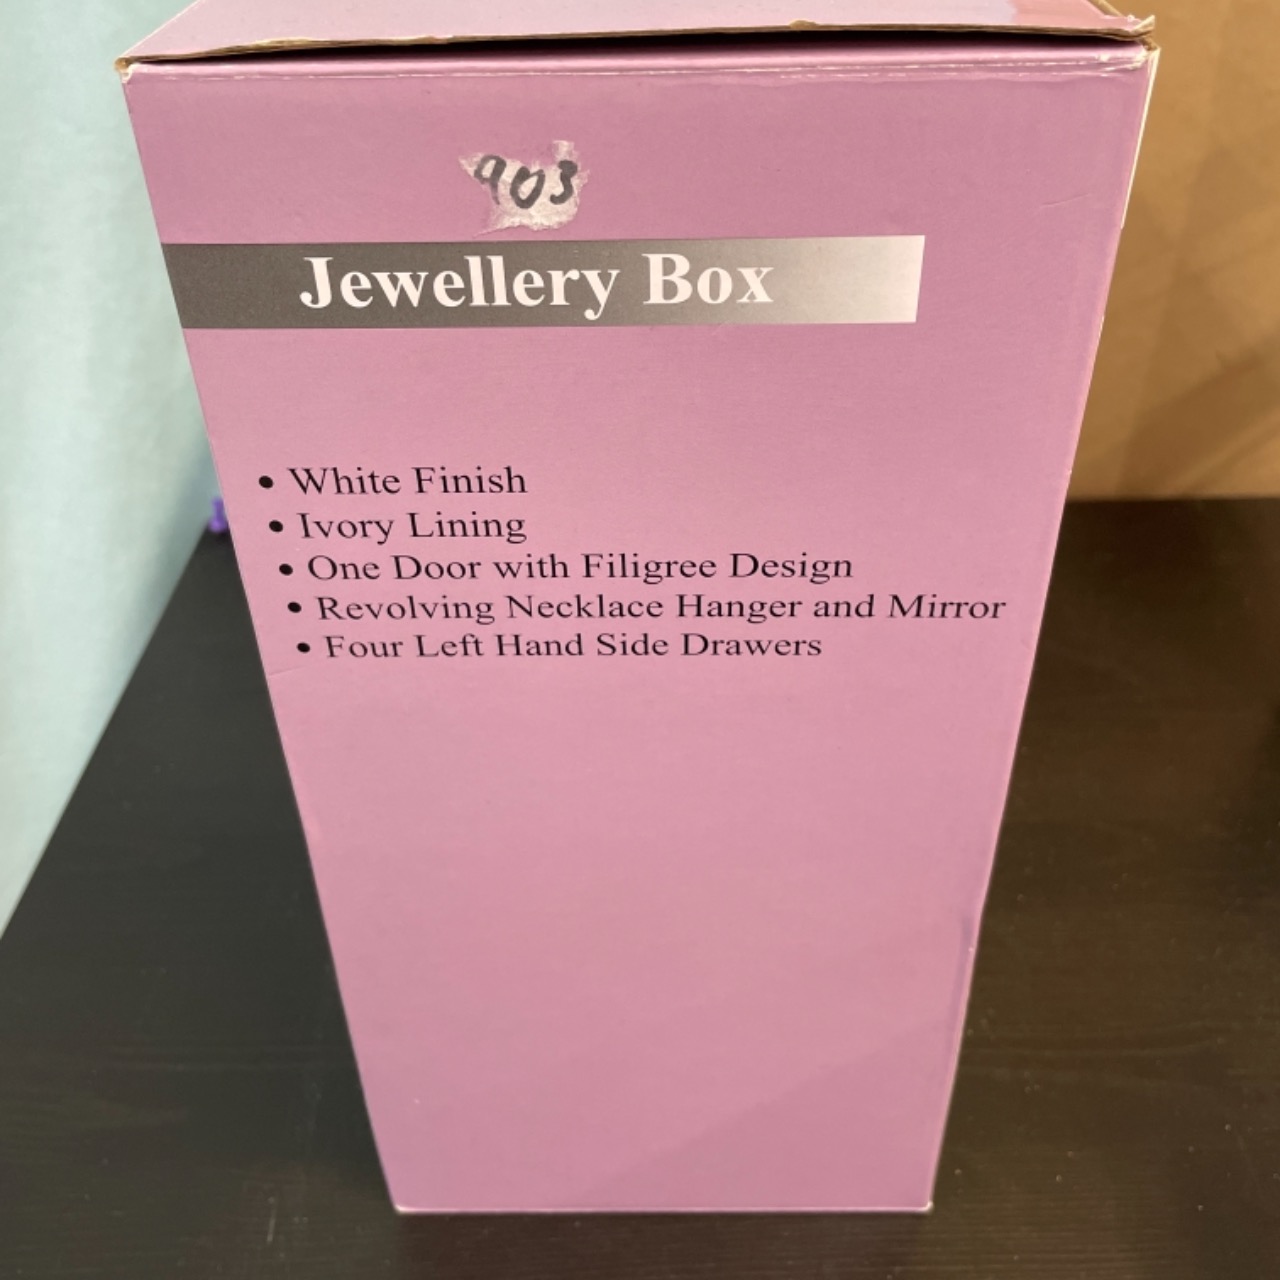 903
Jewellery Box
• White Finish
• Ivory Lining
• One Door with Filigree Design
• Revolving Necklace Hanger and Mirror
• Four Left Hand Side Drawers